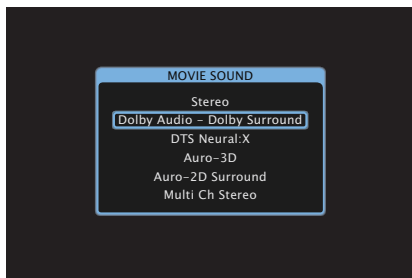 MOVIE SOUND
Stereo
Dolby Audio – Dolby Surround
DTS Neural:X
Auro-3D
Auro-2D Surround
Multi Ch Stereo